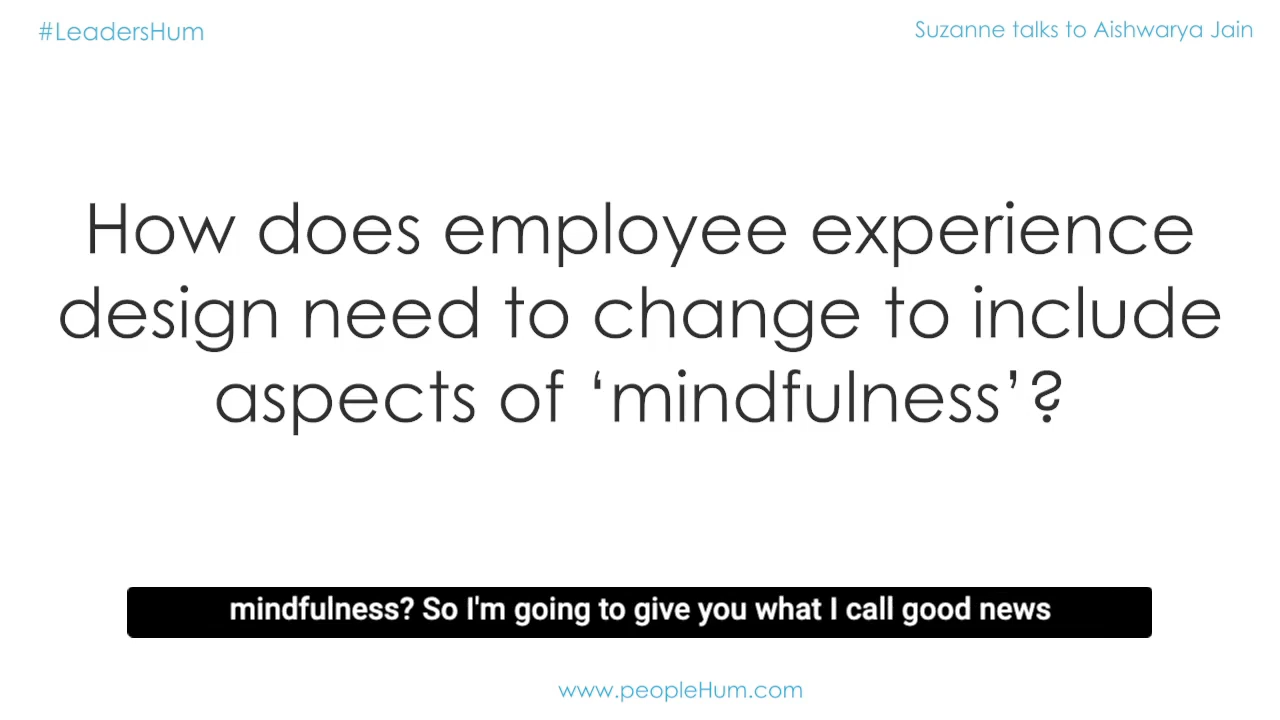 #LeadersHum
Suzanne talks to Aishwarya Jain
How does employee experience
design need to change to include
aspects of ‘mindfulness’?
mindfulness? So I'm going to give you what I call good news
www.peopleHum.com